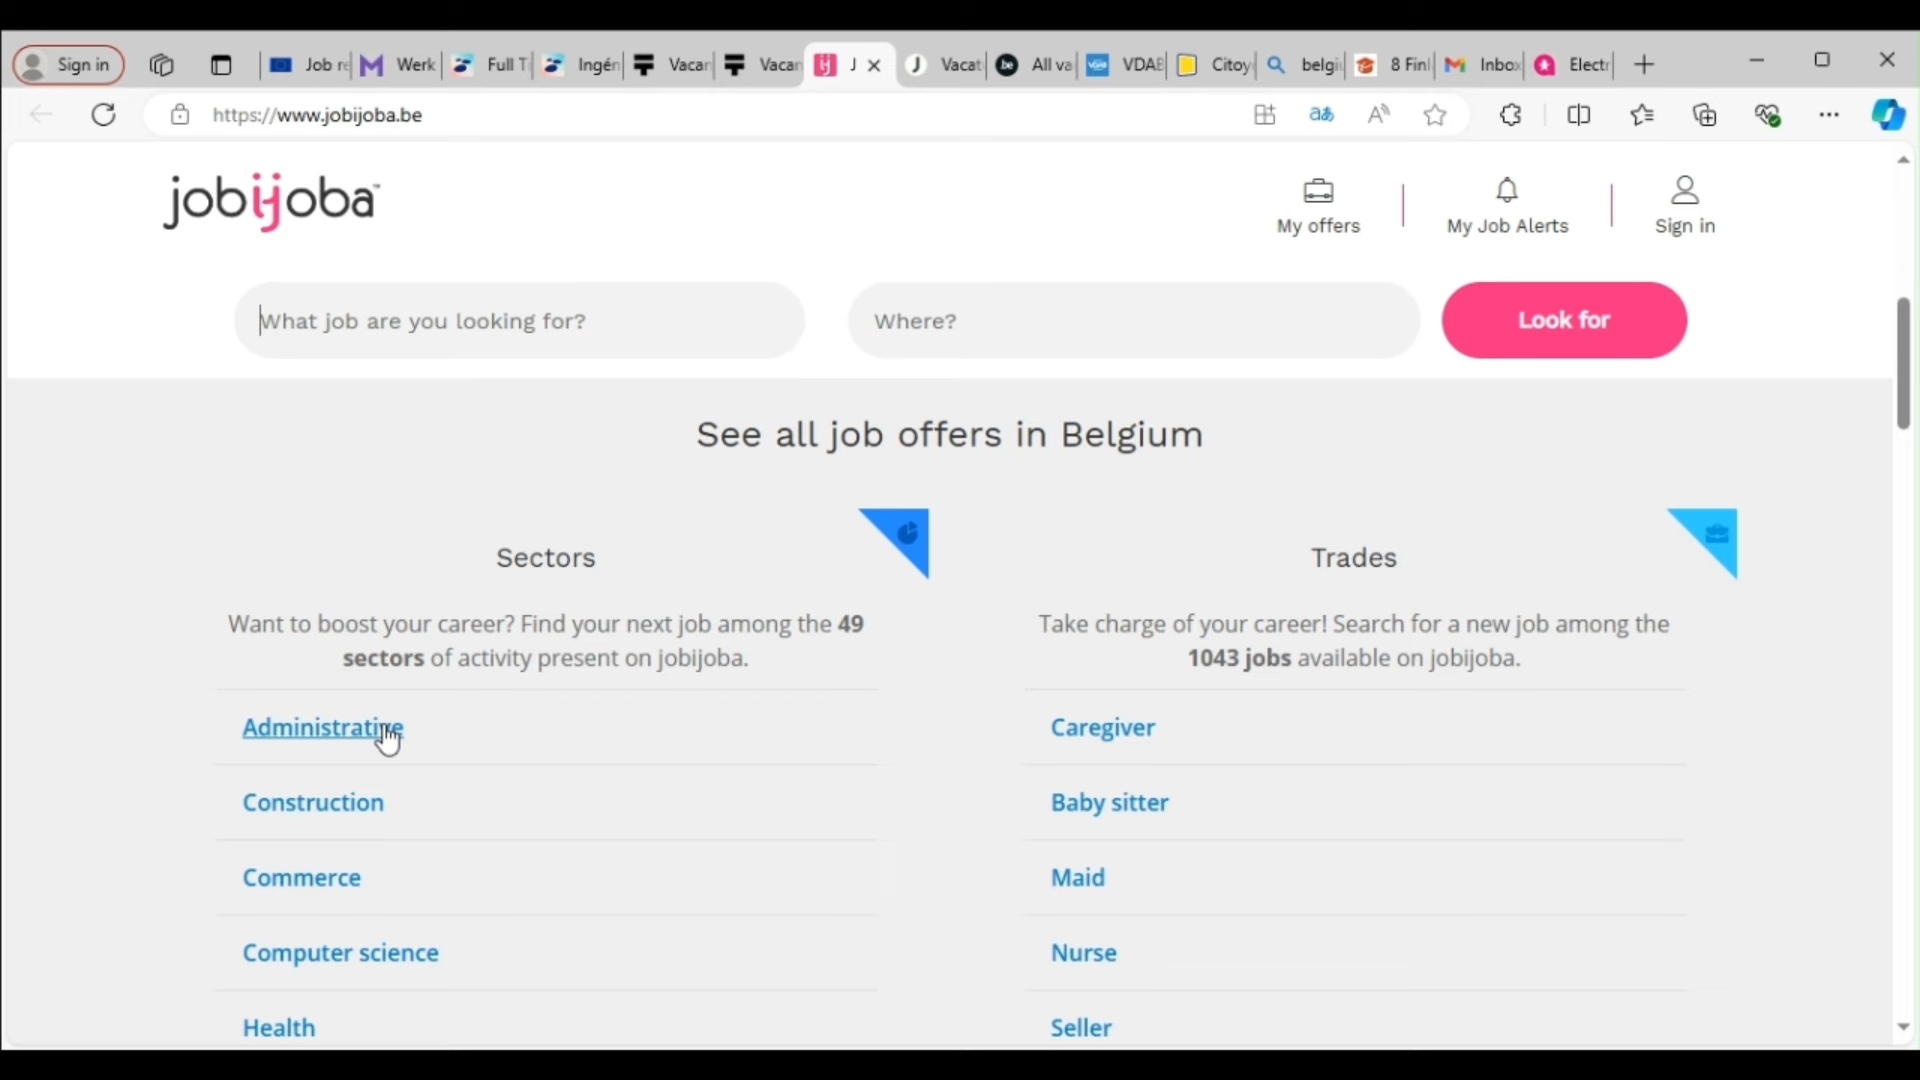 Sign in
Job re
Werk
Full Ti
Ingén
Vacan
Vacan
J
Vacat
All va
VDAB
Citoy
belgi
8 Finl
Inbox
Electr
https://www.jobijoba.be
jobijoba
My offers
My Job Alerts
Sign in
What job are you looking for?
Where?
Look for
See all job offers in Belgium
Sectors
Want to boost your career? Find your next job among the 49
sectors of activity present on jobijoba.
Administrative
Construction
Commerce
Computer science
Health
Trades
Take charge of your career! Search for a new job among the
1043 jobs available on jobijoba.
Caregiver
Baby sitter
Maid
Nurse
Seller